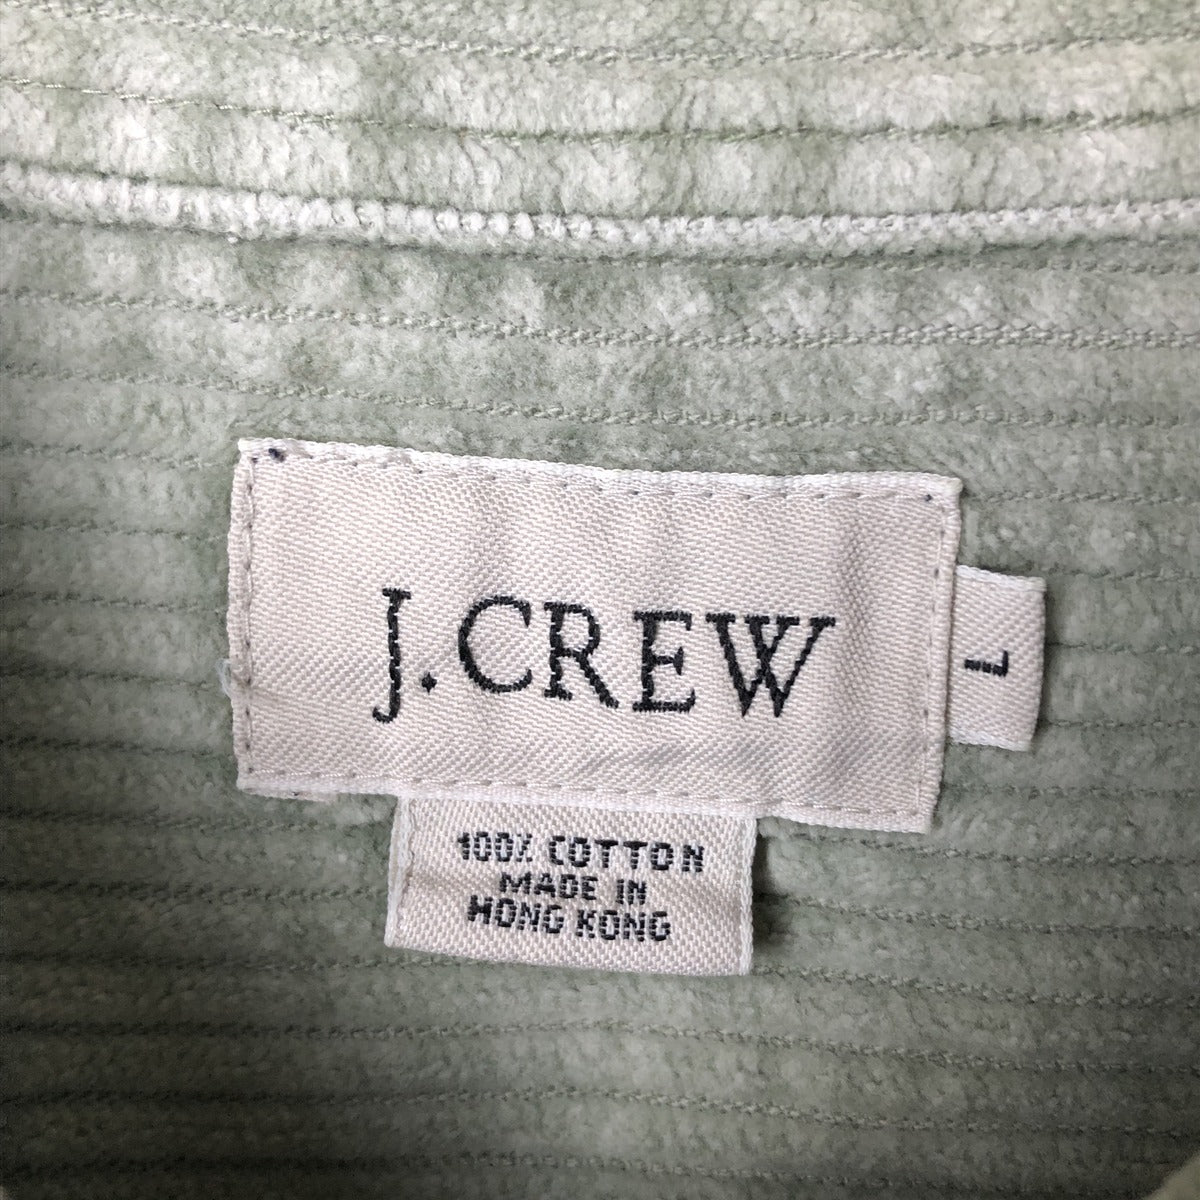 J.CREW
L
100% COTTON
MADE IN
HONG KONG